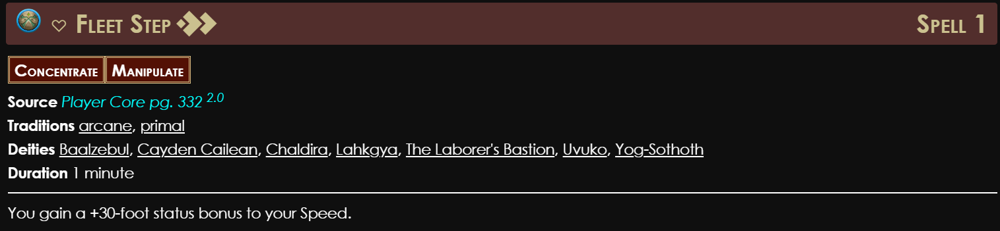 Fleet Step
Spell 1
Concentrate Manipulate
Source Player Core pg. 332 2.0
Traditions arcane, primal
Deities Baalzebul, Cayden Cailean, Chaldira, Lahkgya, The Laborer's Bastion, Uvuko, Yog-Sothoth
Duration 1 minute
You gain a +30-foot status bonus to your Speed.